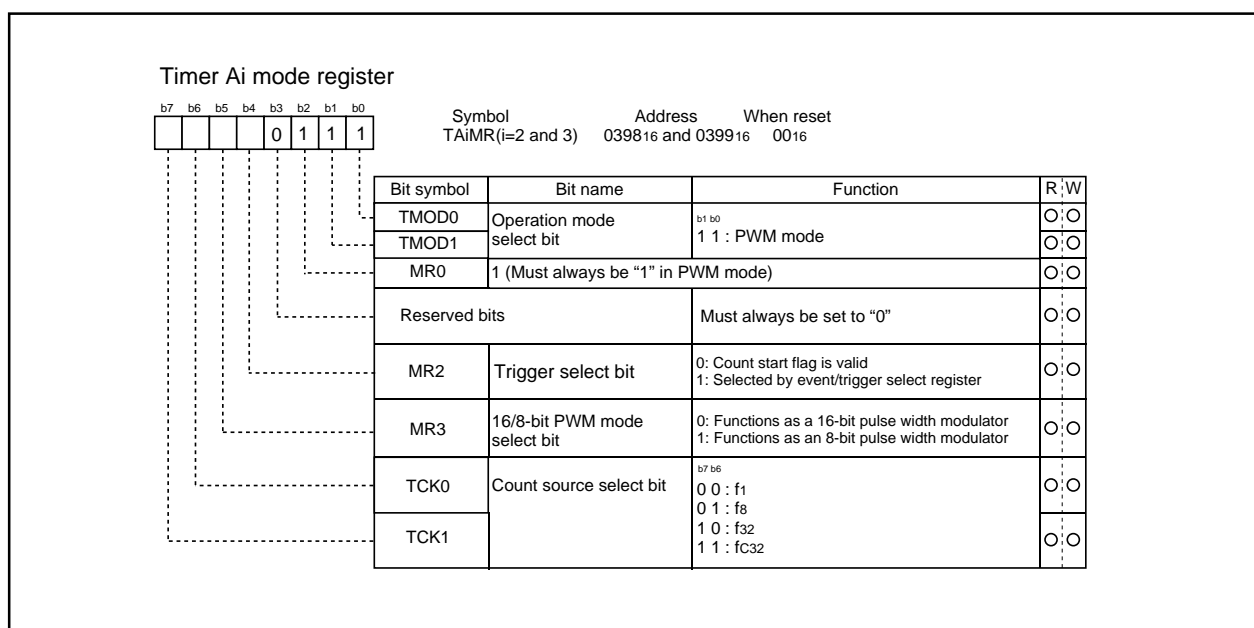 Timer Ai mode register
b7 b6 b5 b4 b3 b2 b1 b0
0 1 1 1
Symbol Address When reset
TAiMR(i=2 and 3) 039816 and 039916 0016
Bit symbol Bit name Function R W
TMOD0 Operation mode select bit b1 b0
1 1 : PWM mode
TMOD1
MR0 1 (Must always be “1” in PWM mode)
Reserved bits Must always be set to “0”
MR2 Trigger select bit 0: Count start flag is valid
1: Selected by event/trigger select register
MR3 16/8-bit PWM mode select bit 0: Functions as a 16-bit pulse width modulator
1: Functions as an 8-bit pulse width modulator
TCK0 Count source select bit b7 b6
0 0 : f1
0 1 : f8
TCK1 1 0 : f32
1 1 : fC32